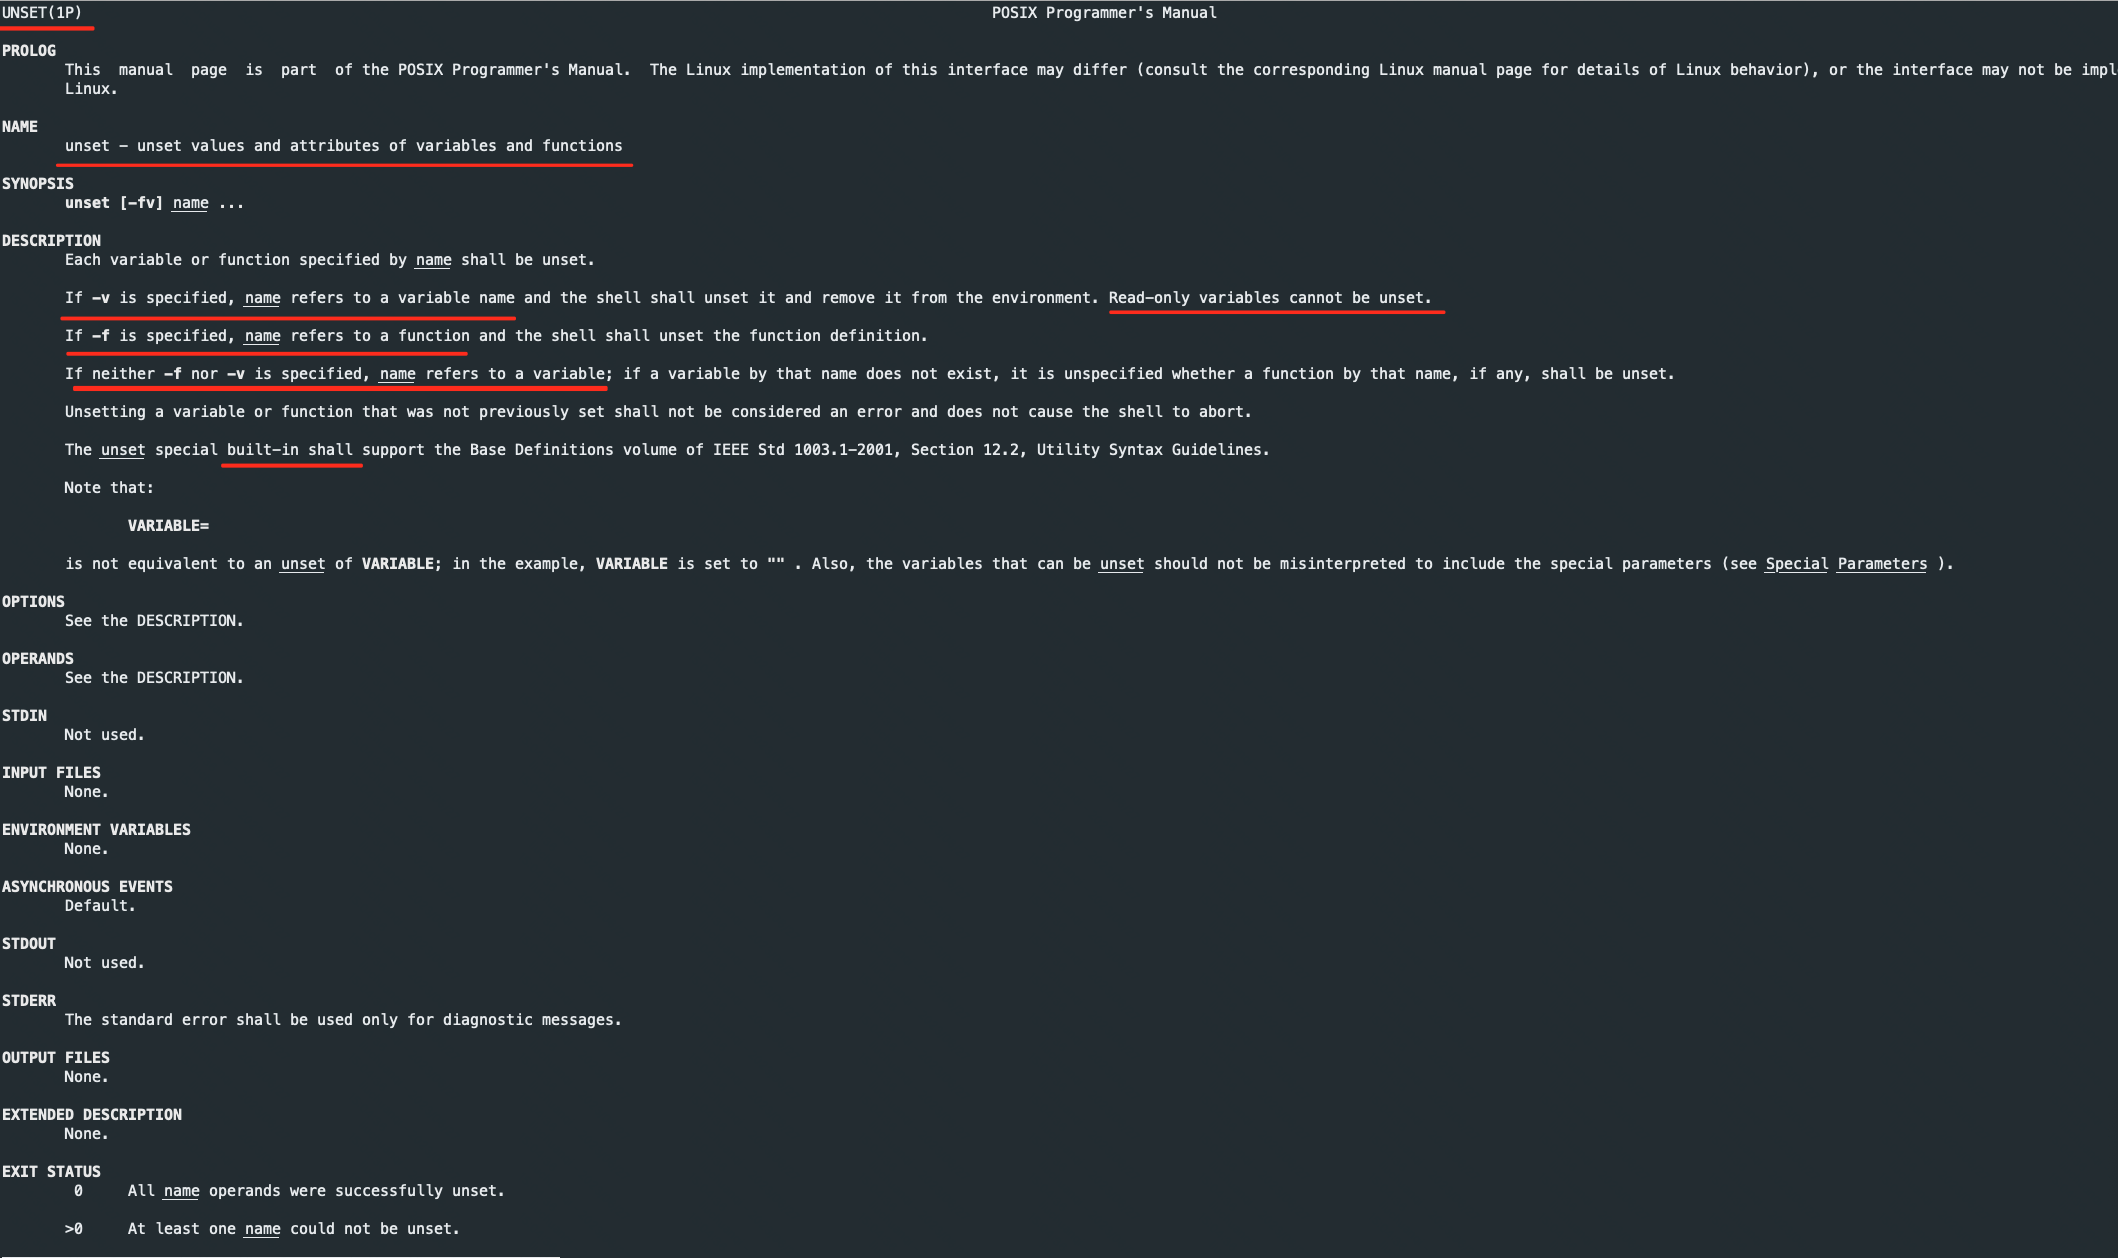 UNSET(1P) POSIX Programmer's Manual
PROLOG
This manual page is part of the POSIX Programmer's Manual. The Linux implementation of this interface may differ (consult the corresponding Linux manual page for details of Linux behavior), or the interface may not be impl
Linux.
NAME
unset - unset values and attributes of variables and functions
SYNOPSIS
unset [-fv] name ...
DESCRIPTION
Each variable or function specified by name shall be unset.
If -v is specified, name refers to a variable name and the shell shall unset it and remove it from the environment. Read-only variables cannot be unset.
If -f is specified, name refers to a function and the shell shall unset the function definition.
If neither -f nor -v is specified, name refers to a variable; if a variable by that name does not exist, it is unspecified whether a function by that name, if any, shall be unset.
Unsetting a variable or function that was not previously set shall not be considered an error and does not cause the shell to abort.
The unset special built-in shall support the Base Definitions volume of IEEE Std 1003.1-2001, Section 12.2, Utility Syntax Guidelines.
Note that:
VARIABLE=
is not equivalent to an unset of VARIABLE; in the example, VARIABLE is set to "" . Also, the variables that can be unset should not be misinterpreted to include the special parameters (see Special Parameters ).
OPTIONS
See the DESCRIPTION.
OPERANDS
See the DESCRIPTION.
STDIN
Not used.
INPUT FILES
None.
ENVIRONMENT VARIABLES
None.
ASYNCHRONOUS EVENTS
Default.
STDOUT
Not used.
STDERR
The standard error shall be used only for diagnostic messages.
OUTPUT FILES
None.
EXTENDED DESCRIPTION
None.
EXIT STATUS
0 All name operands were successfully unset.
>0 At least one name could not be unset.